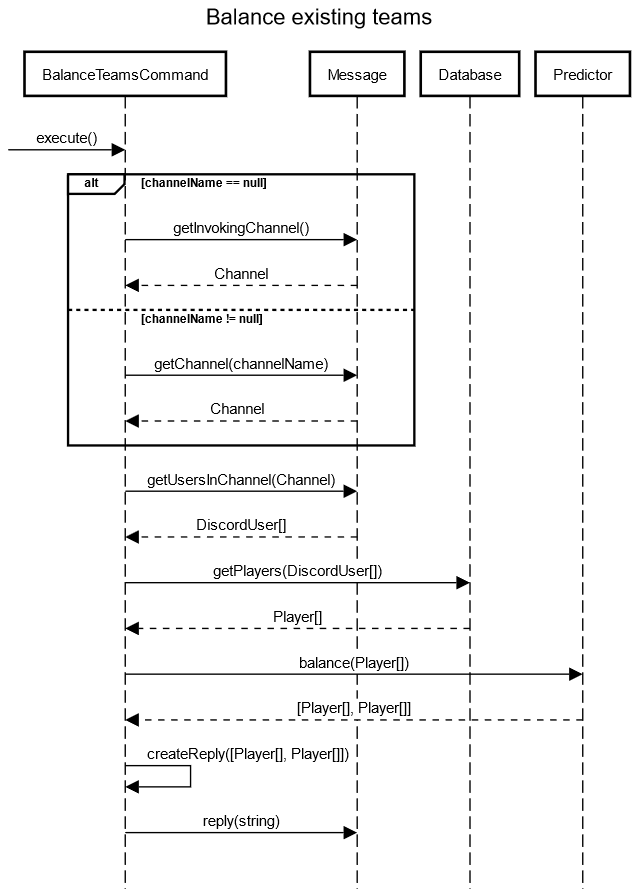 Balance existing teams
BalanceTeamsCommand
Message
Database
Predictor
execute()
alt
[channelName == null]
getInvokingChannel()
Channel
[channelName != null]
getChannel(channelName)
Channel
getUsersInChannel(Channel)
DiscordUser[]
getPlayers(DiscordUser[])
Player[]
balance(Player[])
[Player[], Player[]]
createReply([Player[], Player[]])
reply(string)